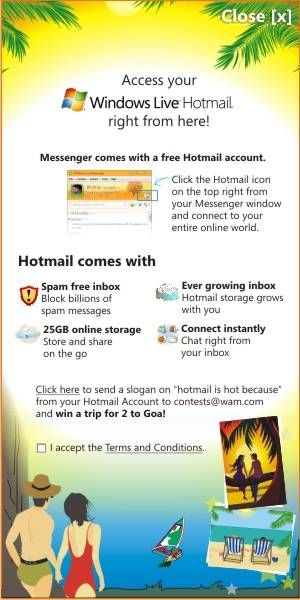 Close [x]
Access your
Windows Live Hotmail
right from here!
Messenger comes with a free Hotmail account.
Click the Hotmail icon
on the top right from
your Messenger window
and connect to your
entire online world.
Hotmail comes with
Spam free inbox
Block billions of
spam messages
Ever growing inbox
Hotmail storage grows
with you
25GB online storage
Store and share
on the go
Connect instantly
Chat right from
your inbox
Click here to send a slogan on "hotmail is hot because"
from your Hotmail Account to contests@wam.com
and win a trip for 2 to Goa!
I accept the Terms and Conditions.